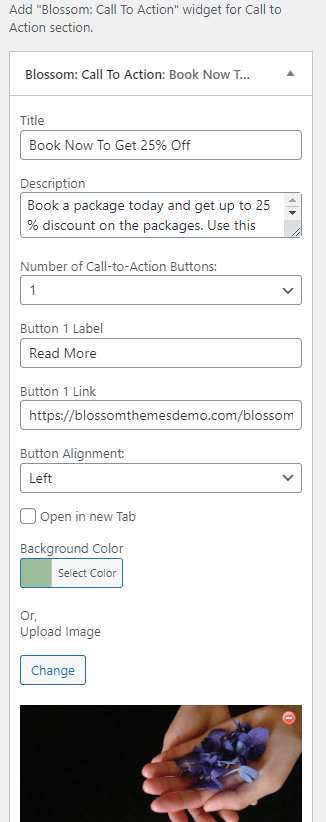 Add "Blossom: Call To Action" widget for Call to
Action section.
Blossom: Call To Action: Book Now T...
Title
Book Now To Get 25% Off
Description
Book a package today and get up to 25
% discount on the packages. Use this
Number of Call-to-Action Buttons:
1
Button 1 Label
Read More
Button 1 Link
https://blossomthemesdemo.com/blossom
Button Alignment:
Left
Open in new Tab
Background Color
Select Color
Or,
Upload Image
Change